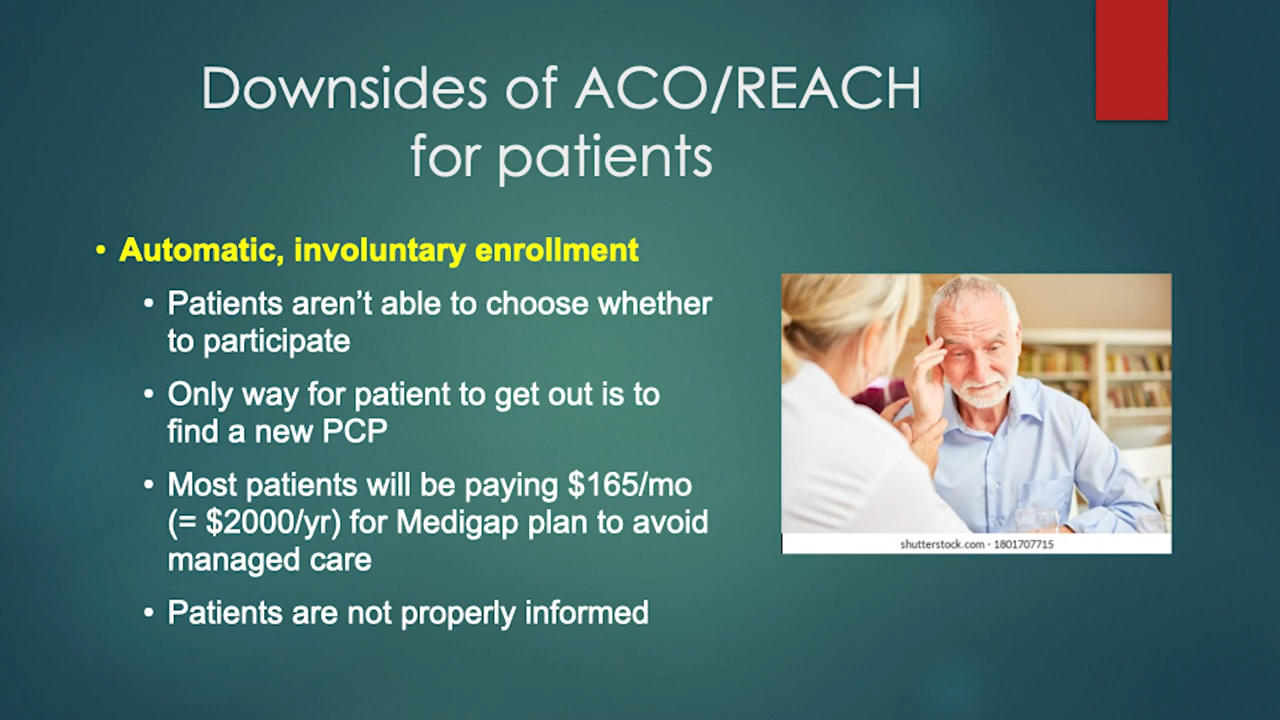 Downsides of ACO/REACH
for patients
• Automatic, involuntary enrollment
• Patients aren’t able to choose whether
to participate
• Only way for patient to get out is to
find a new PCP
• Most patients will be paying $165/mo
(= $2000/yr) for Medigap plan to avoid
managed care
• Patients are not properly informed
shutterstock.com · 1801707715